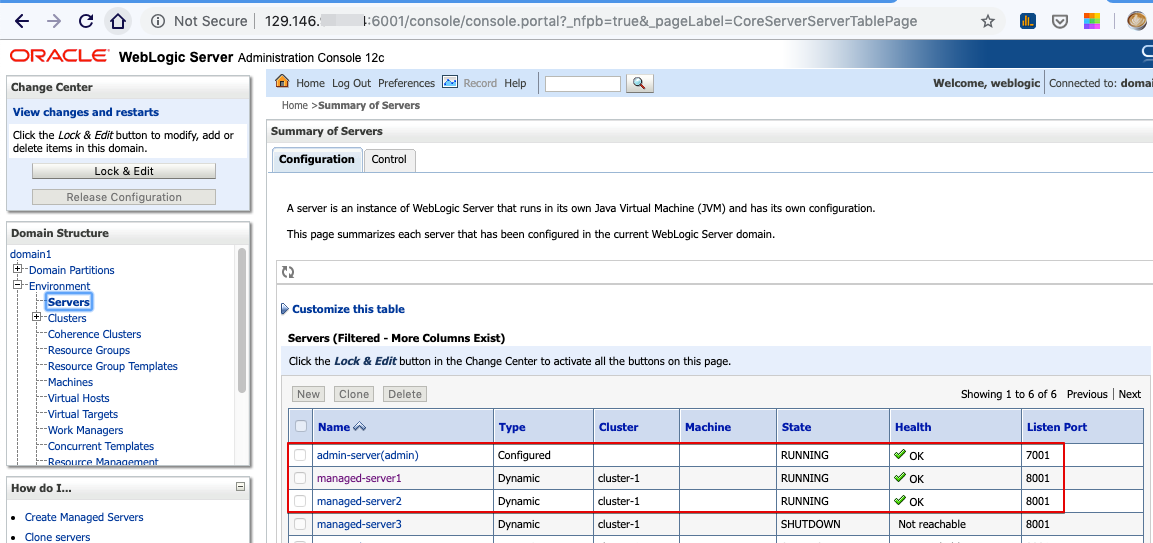 Not Secure
129.146.
4:6001/console/console.portal?_nfpb=true&_pageLabel=CoreServerServerTablePage
ORACLE WebLogic Server Administration Console 12c
Change Center
View changes and restarts
Click the Lock & Edit button to modify, add or
delete items in this domain.
Lock & Edit
Release Configuration
Domain Structure
domain1
Domain Partitions
Environment
Servers
Clusters
Coherence Clusters
Resource Groups
Resource Group Templates
Machines
Virtual Hosts
Virtual Targets
Work Managers
Concurrent Templates
Resource Management
How do I...
Create Managed Servers
Clone servers
Home Log Out Preferences Record Help
Welcome, weblogic Connected to: domai
Home >Summary of Servers
Summary of Servers
Configuration Control
A server is an instance of WebLogic Server that runs in its own Java Virtual Machine (JVM) and has its own configuration.
This page summarizes each server that has been configured in the current WebLogic Server domain.
Customize this table
Servers (Filtered - More Columns Exist)
Click the Lock & Edit button in the Change Center to activate all the buttons on this page.
New Clone Delete Showing 1 to 6 of 6 Previous | Next
Name Type Cluster Machine State Health Listen Port
admin-server(admin) Configured RUNNING OK 7001
managed-server1 Dynamic cluster-1 RUNNING OK 8001
managed-server2 Dynamic cluster-1 RUNNING OK 8001
managed-server3 Dynamic cluster-1 SHUTDOWN Not reachable 8001